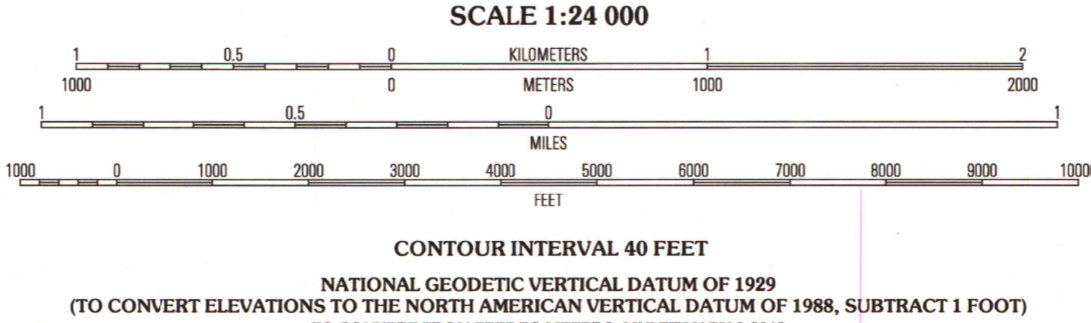 SCALE 1:24 000
1 0.5 0 KILOMETERS 1 2
1000 0 METERS 1000 2000
1 0.5 0 1
MILES
1000 0 1000 2000 3000 4000 5000 6000 7000 8000 9000 1000
FEET
CONTOUR INTERVAL 40 FEET
NATIONAL GEODETIC VERTICAL DATUM OF 1929
(TO CONVERT ELEVATIONS TO THE NORTH AMERICAN VERTICAL DATUM OF 1988, SUBTRACT 1 FOOT)